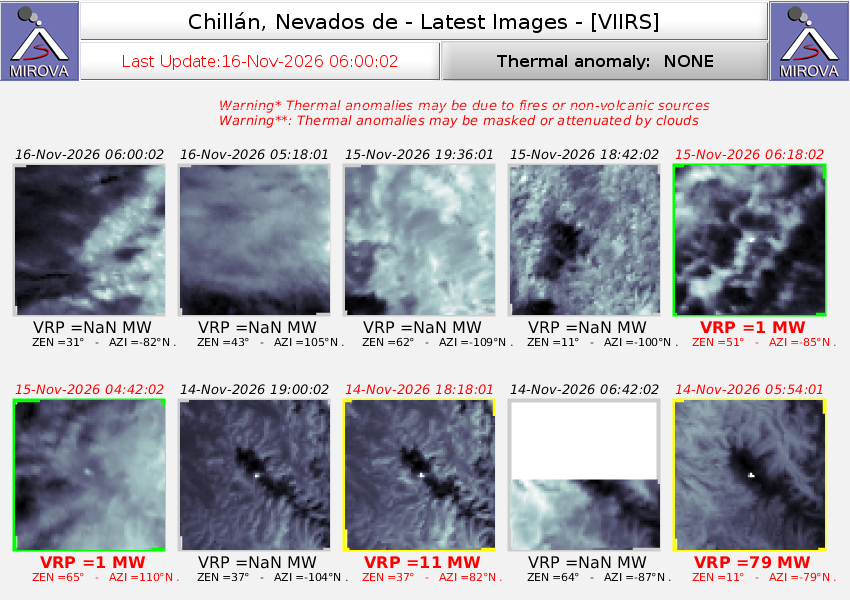 Chillán, Nevados de - Latest Images - [VIIRS]
MIROVA
Last Update:16-Nov-2026 06:00:02
Thermal anomaly: NONE
MIROVA
Warning* Thermal anomalies may be due to fires or non-volcanic sources
Warning**: Thermal anomalies may be masked or attenuated by clouds
16-Nov-2026 06:00:02
16-Nov-2026 05:18:01
15-Nov-2026 19:36:01
15-Nov-2026 18:42:02
15-Nov-2026 06:18:02
VRP =NaN MW
VRP =NaN MW
VRP =NaN MW
VRP =NaN MW
VRP =1 MW
ZEN =31° - AZI =-82°N .
ZEN =43° - AZI =105°N .
ZEN =62° - AZI =-109°N .
ZEN =11° - AZI =-100°N .
ZEN =51° - AZI =-85°N .
15-Nov-2026 04:42:02
14-Nov-2026 19:00:02
14-Nov-2026 18:18:01
14-Nov-2026 06:42:02
14-Nov-2026 05:54:01
VRP =1 MW
VRP =NaN MW
VRP =11 MW
VRP =NaN MW
VRP =79 MW
ZEN =65° - AZI =110°N .
ZEN =37° - AZI =-104°N .
ZEN =37° - AZI =82°N .
ZEN =64° - AZI =-87°N .
ZEN =11° - AZI =-79°N .